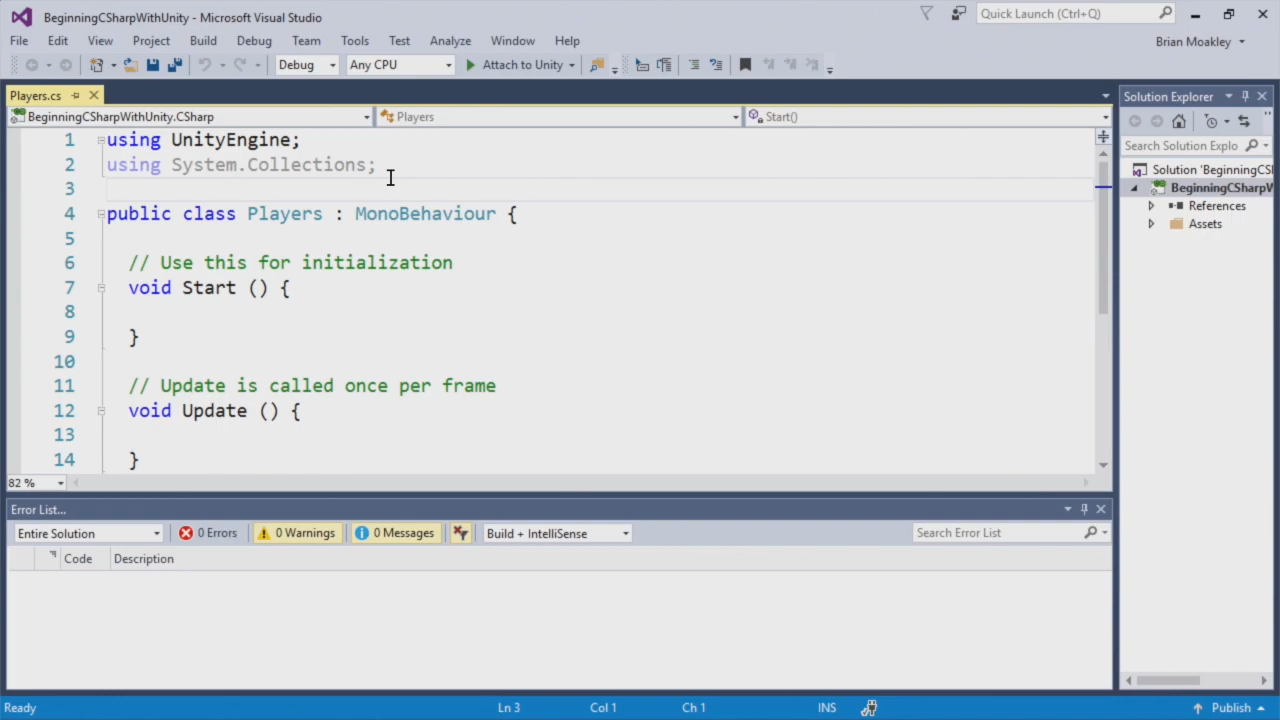 BeginningCSharpWithUnity - Microsoft Visual Studio
Quick Launch (Ctrl+Q)
File Edit View Project Build Debug Team Tools Test Analyze Window Help
Brian Moakley
Debug Any CPU Attach to Unity
Players.cs
BeginningCSharpWithUnity.CSharp Players Start()
1 using UnityEngine;
2 using System.Collections;
3
4 public class Players : MonoBehaviour {
5
6 // Use this for initialization
7 void Start () {
8
9 }
10
11 // Update is called once per frame
12 void Update () {
13
14 }
82 %
Solution Explorer
Search Solution Explo
Solution 'BeginningCSl
BeginningCSharpW
References
Assets
Error List...
Entire Solution 0 Errors 0 Warnings 0 Messages Build + IntelliSense Search Error List
Code Description
Ready Ln 3 Col 1 Ch 1 INS Publish